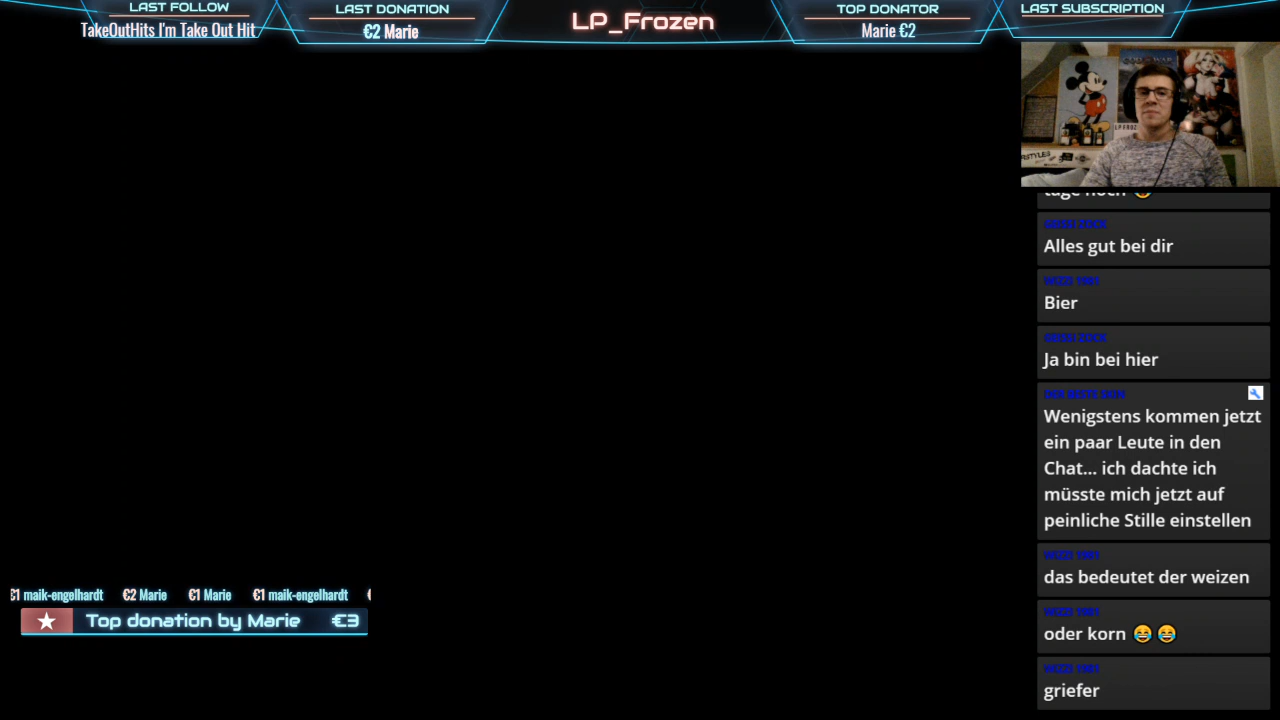 LAST FOLLOW
TakeOutHits I'm Take Out Hit
LAST DONATION
€2 Marie
LP_Frozen
TOP DONATOR
Marie €2
LAST SUBSCRIPTION
Alles gut bei dir
Bier
Ja bin bei hier
Wenigstens kommen jetzt
ein paar Leute in den
Chat... ich dachte ich
müsste mich jetzt auf
peinliche Stille einstellen
das bedeutet der weizen
oder korn 😂 😂
griefer
€1 maik-engelhardt €2 Marie €1 Marie €1 maik-engelhardt
Top donation by Marie €3